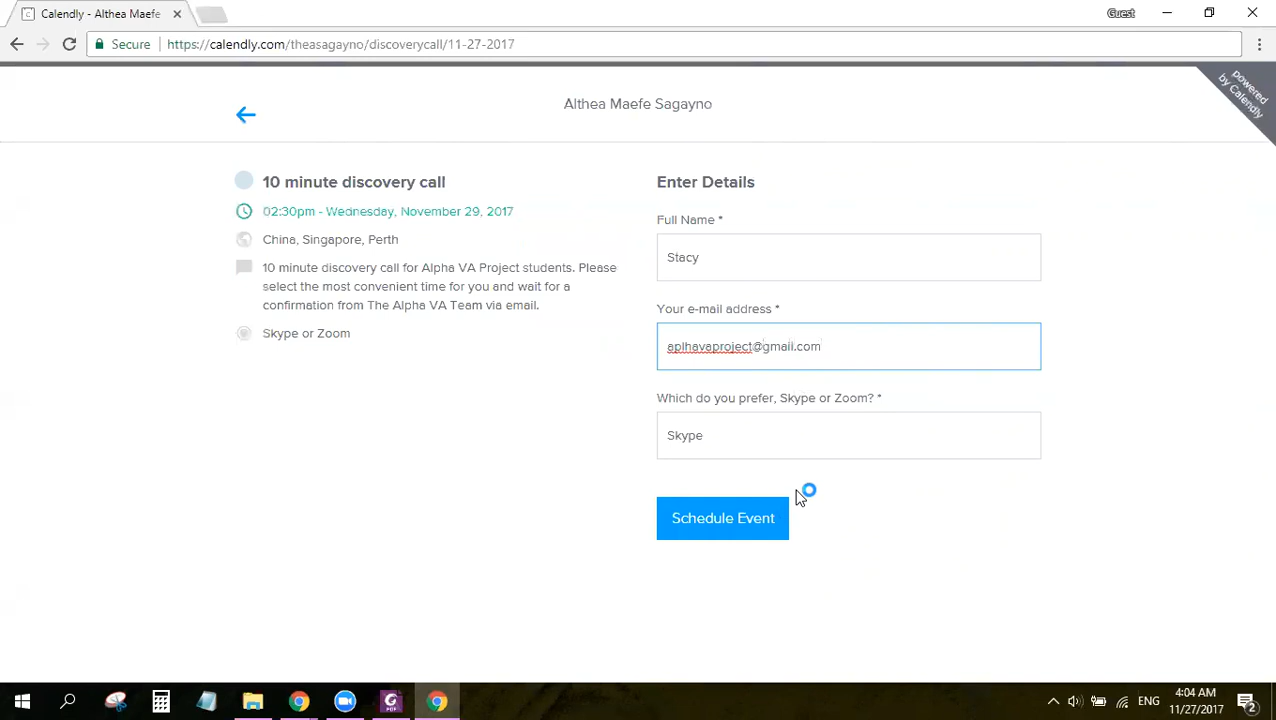 Calendly - Althea Maefe
Guest
Secure
https://calendly.com/theasagayno/discoverycall/11-27-2017
powered
by Calendly
Althea Maefe Sagayno
10 minute discovery call
02:30pm - Wednesday, November 29, 2017
China, Singapore, Perth
10 minute discovery call for Alpha VA Project students. Please
select the most convenient time for you and wait for a
confirmation from The Alpha VA Team via email.
Skype or Zoom
Enter Details
Full Name *
Stacy
Your e-mail address *
aplhavaproject@gmail.com
Which do you prefer, Skype or Zoom? *
Skype
Schedule Event
PDF
ENG
4:04 AM
11/27/2017
2